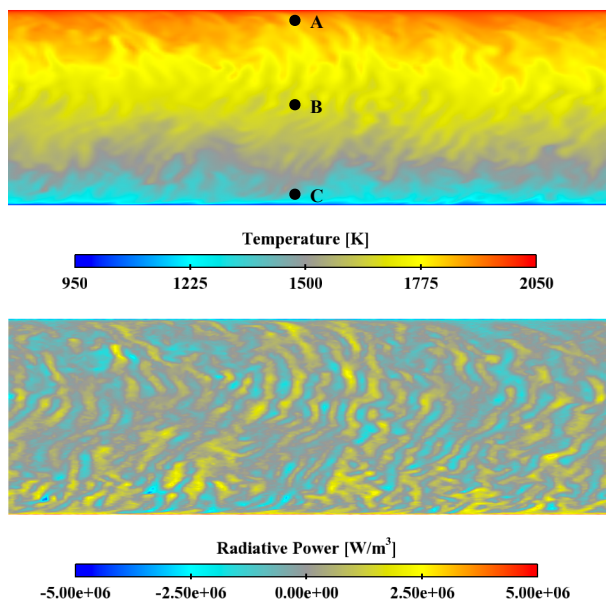 A
B
C
Temperature [K]
950 1225 1500 1775 2050
Radiative Power [W/m³]
-5.00e+06 -2.50e+06 0.00e+00 2.50e+06 5.00e+06